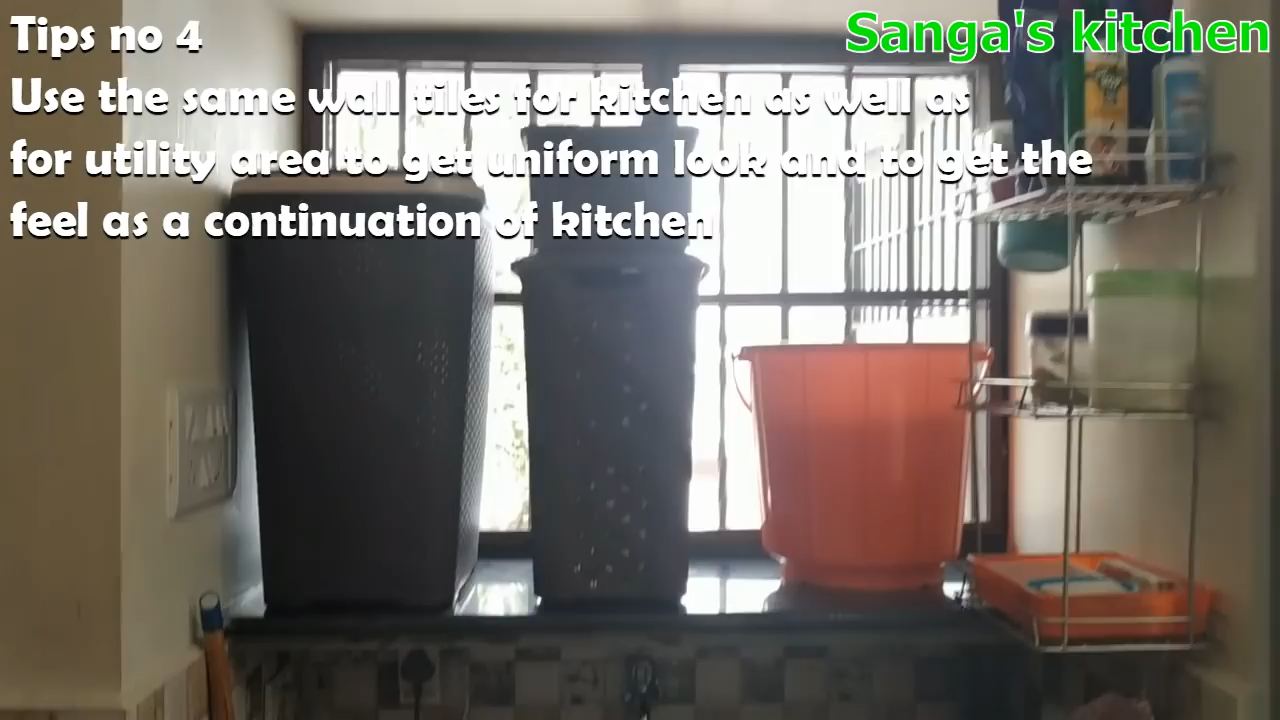 Tips no 4
Sanga's kitchen
Use the same wall tiles for kitchen as well as
for utility area to get uniform look and to get the
feel as a continuation of kitchen